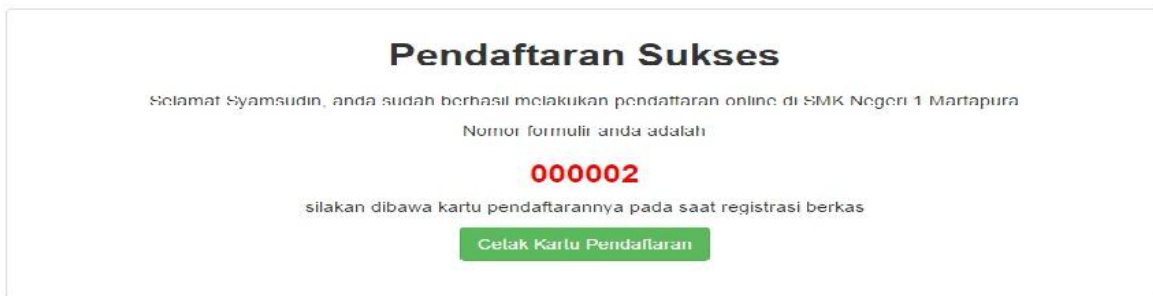 Pendaftaran Sukses
Selamat Syamsudin, anda sudah berhasil melakukan pendaftaran online di SMK Negeri 1 Martapura
Nomor formulir anda adalah
000002
silakan dibawa kartu pendaftarannya pada saat registrasi berkas
Cetak Kartu Pendaftaran